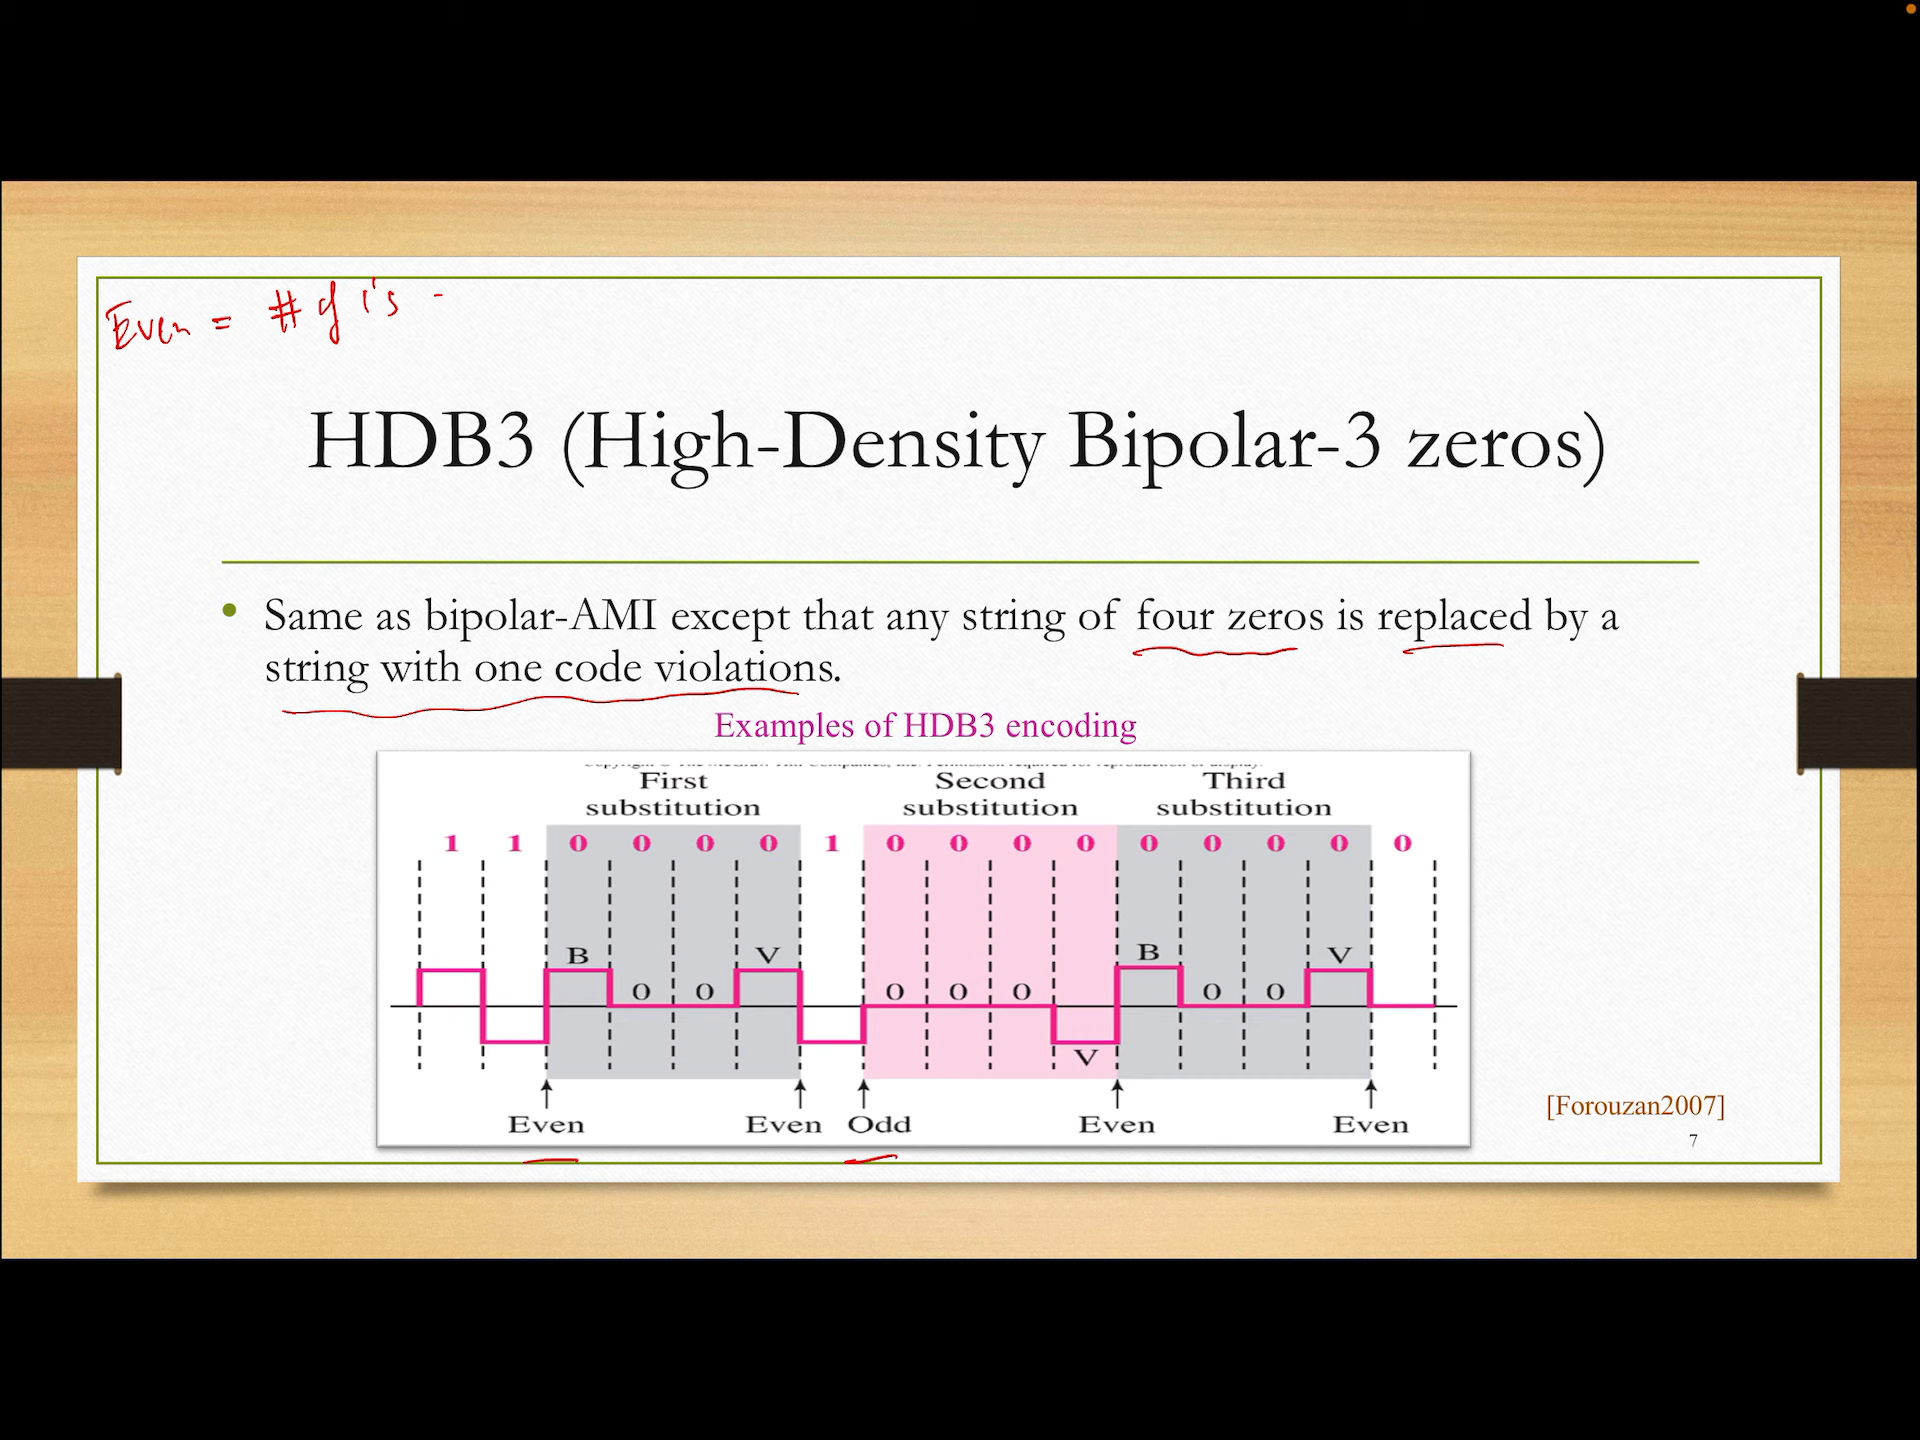 Even = # of 1's -
HDB3 (High-Density Bipolar-3 zeros)
• Same as bipolar-AMI except that any string of four zeros is replaced by a
string with one code violations.
Examples of HDB3 encoding
First Second Third
substitution substitution substitution
1 1 0 0 0 0 1 0 0 0 0 0 0 0 0 0
B V B V
0 0 0 0 0 0 0
V
Even Even Odd Even Even
[Forouzan2007]
7